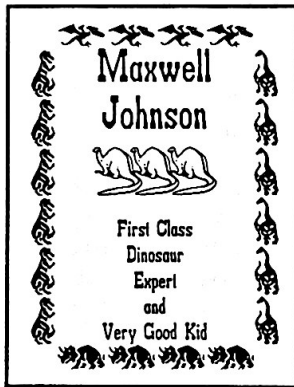 Maxwell
Johnson
First Class
Dinosaur
Expert
and
Very Good Kid